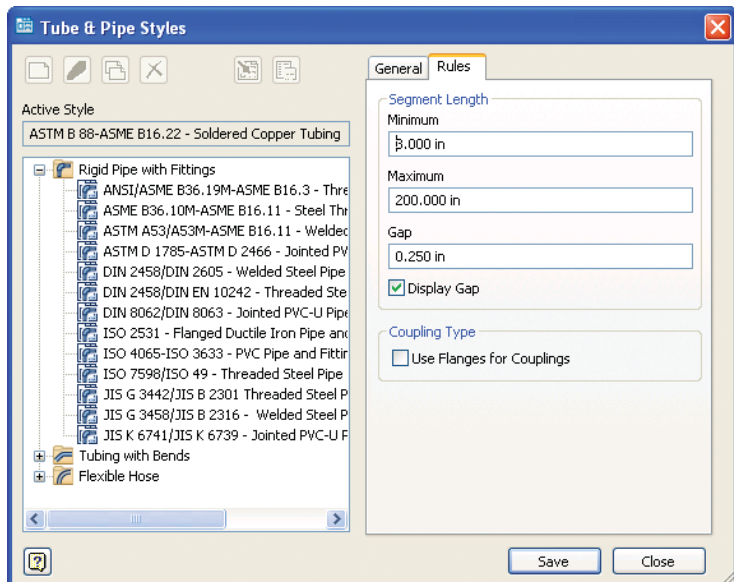 Tube & Pipe Styles
Active Style
ASTM B 88-ASME B16.22 - Soldered Copper Tubing
Rigid Pipe with Fittings
ANSI/ASME B36.19M-ASME B16.3 - Thre
ASME B36.10M-ASME B16.11 - Steel Thr
ASTM A53/A53M-ASME B16.11 - Welded
ASTM D 1785-ASTM D 2466 - Jointed PV
DIN 2458/DIN 2605 - Welded Steel Pipe
DIN 2458/DIN EN 10242 - Threaded Ste
DIN 8062/DIN 8063 - Jointed PVC-U Pipe
ISO 2531 - Flanged Ductile Iron Pipe and
ISO 4065-ISO 3633 - PVC Pipe and Fittin
ISO 7598/ISO 49 - Threaded Steel Pipe
JIS G 3442/JIS B 2301 Threaded Steel P
JIS G 3458/JIS B 2316 - Welded Steel P
JIS K 6741/JIS K 6739 - Jointed PVC-U F
Tubing with Bends
Flexible Hose
General Rules
Segment Length
Minimum
3.000 in
Maximum
200.000 in
Gap
0.250 in
Display Gap
Coupling Type
Use Flanges for Couplings
Save Close